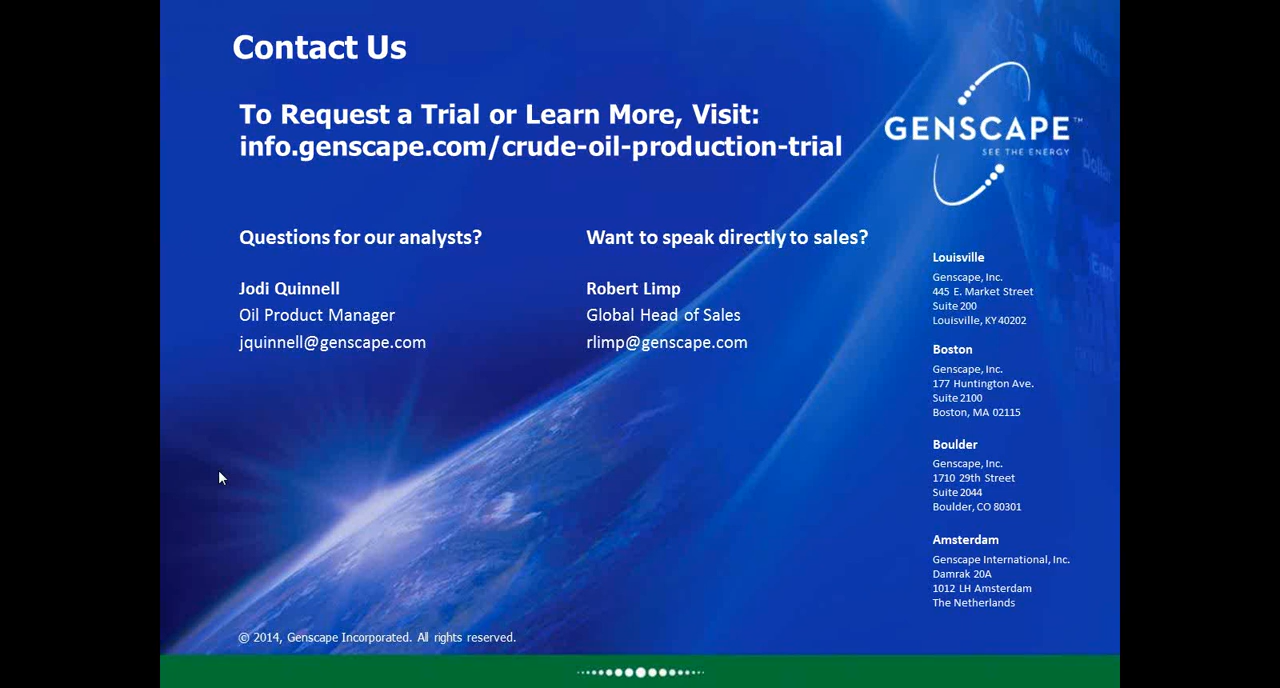 Contact Us
To Request a Trial or Learn More, Visit:
info.genscape.com/crude-oil-production-trial
GENSCAPE™
SEE THE ENERGY
Questions for our analysts?
Jodi Quinnell
Oil Product Manager
jquinnell@genscape.com
Want to speak directly to sales?
Robert Limp
Global Head of Sales
rlimp@genscape.com
Louisville
Genscape, Inc.
445 E. Market Street
Suite 200
Louisville, KY 40202
Boston
Genscape, Inc.
177 Huntington Ave.
Suite 2100
Boston, MA 02115
Boulder
Genscape, Inc.
1710 29th Street
Suite 2044
Boulder, CO 80301
Amsterdam
Genscape International, Inc.
Damrak 20A
1012 LH Amsterdam
The Netherlands
© 2014, Genscape Incorporated. All rights reserved.